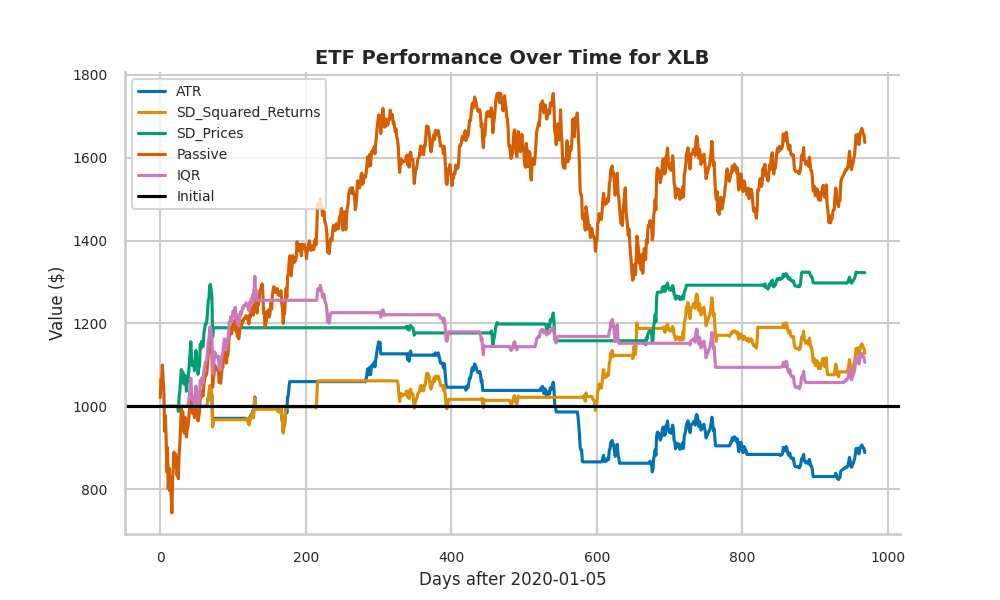 ETF Performance Over Time for XLB
ATR
SD_Squared_Returns
SD_Prices
Passive
IQR
Initial
Value ($)
1800
1600
1400
1200
1000
800
0 200 400 600 800 1000
Days after 2020-01-05